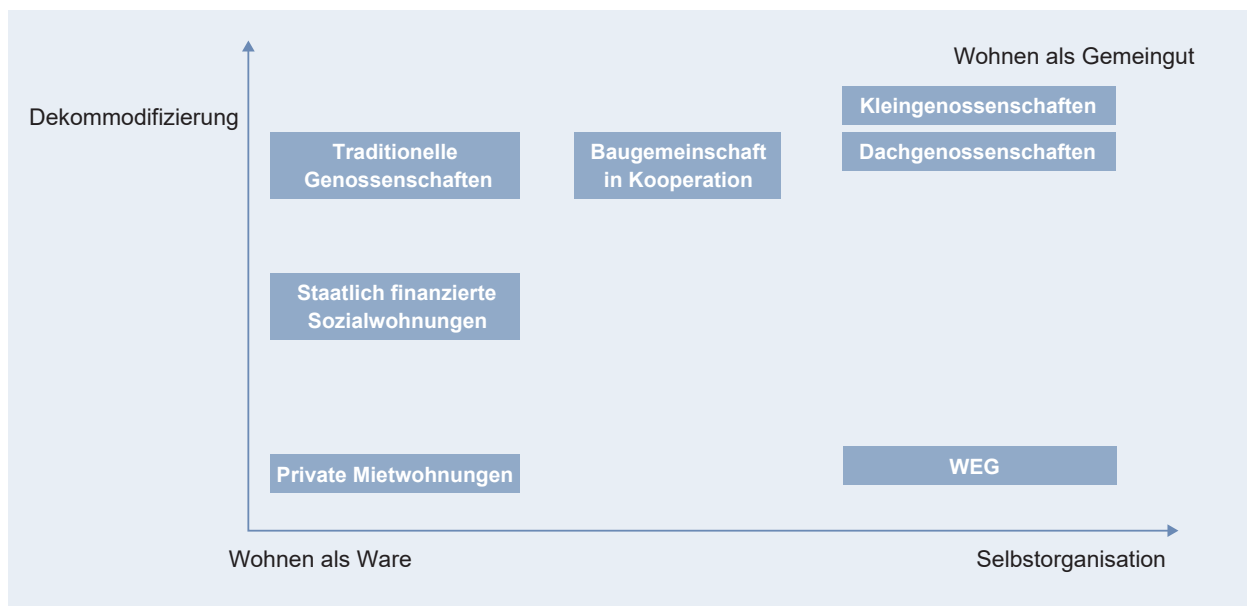 Wohnen als Gemeingut
Dekommodifizierung
Kleingenossenschaften
Traditionelle
Genossenschaften
Baugemeinschaft
in Kooperation
Dachgenossenschaften
Staatlich finanzierte
Sozialwohnungen
Private Mietwohnungen
WEG
Wohnen als Ware
Selbstorganisation